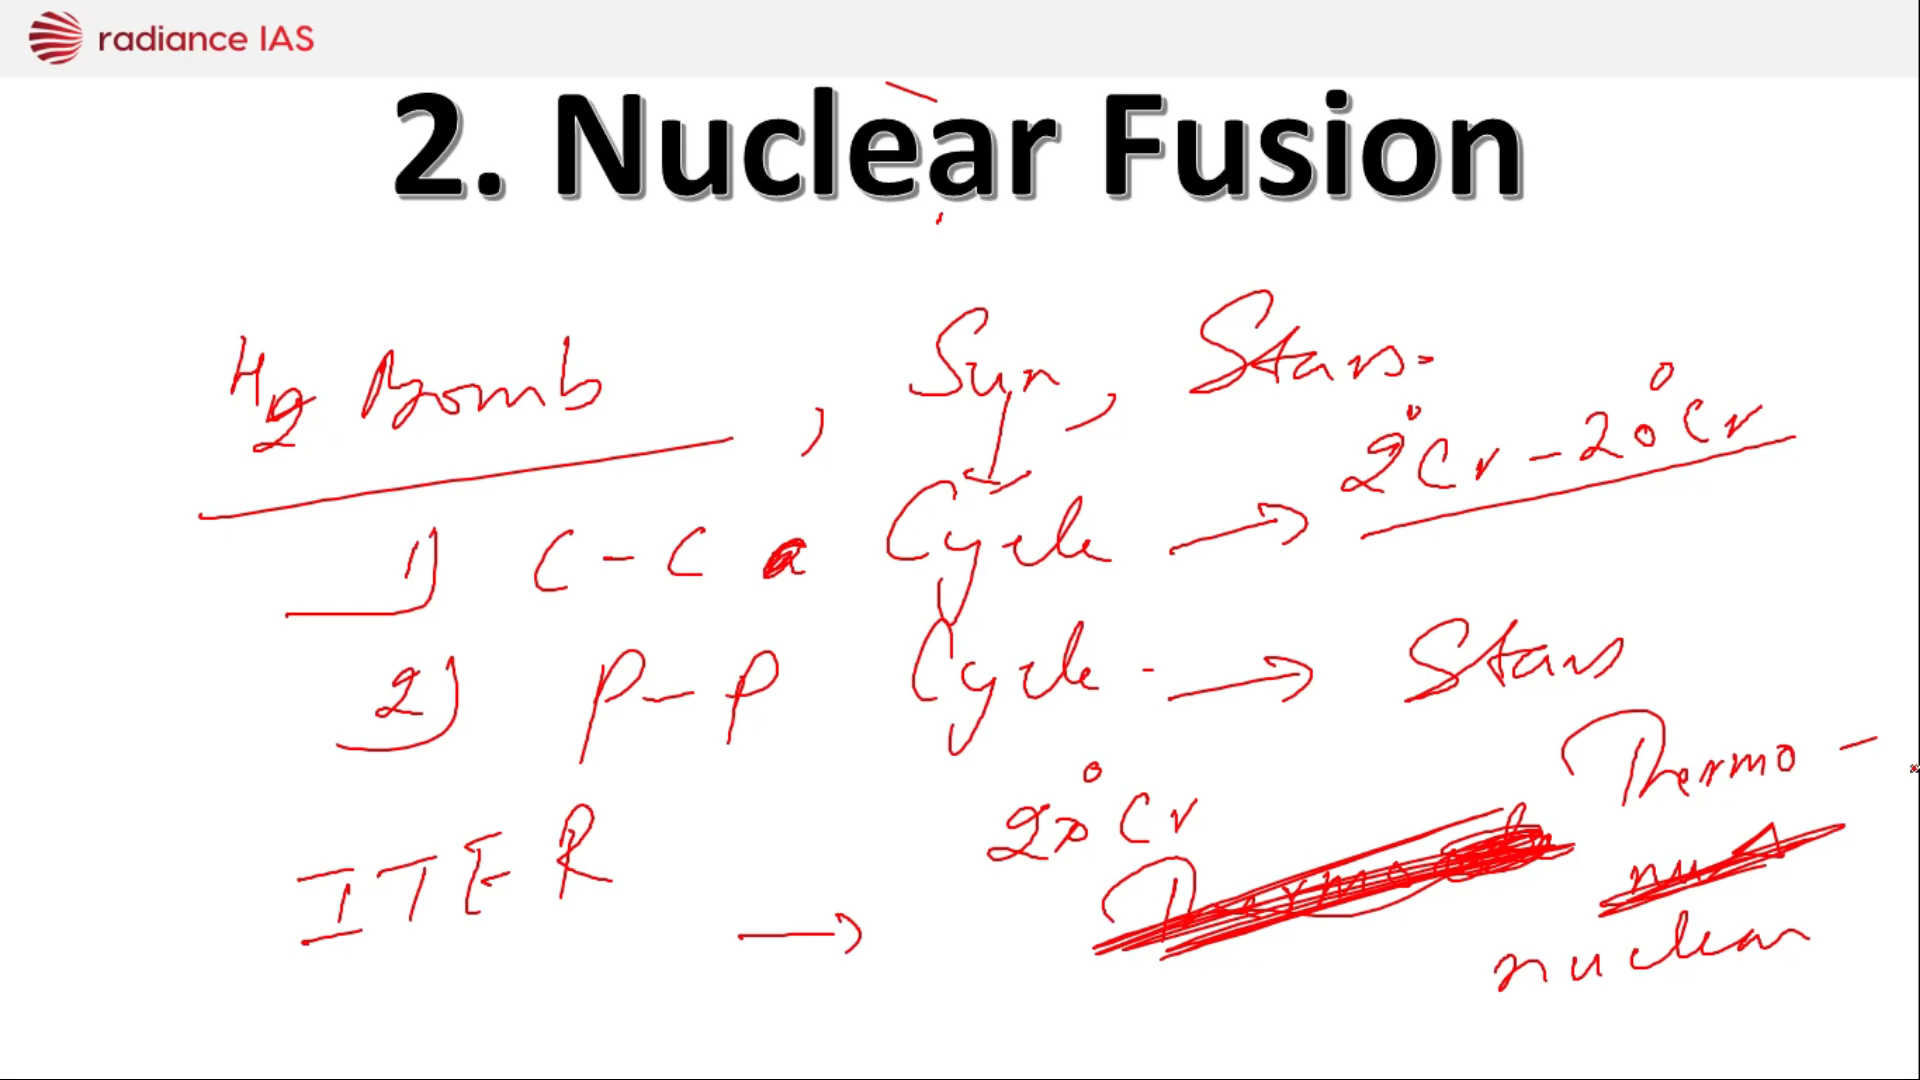 radiance IAS
2. Nuclear Fusion
H2 Bomb, Sun, Stars.
2°Cr - 20°Cr
1) C-C Cycle →
2) P-P Cycle - → Stars
Thermo-
20°Cr
ITER →
nuclear